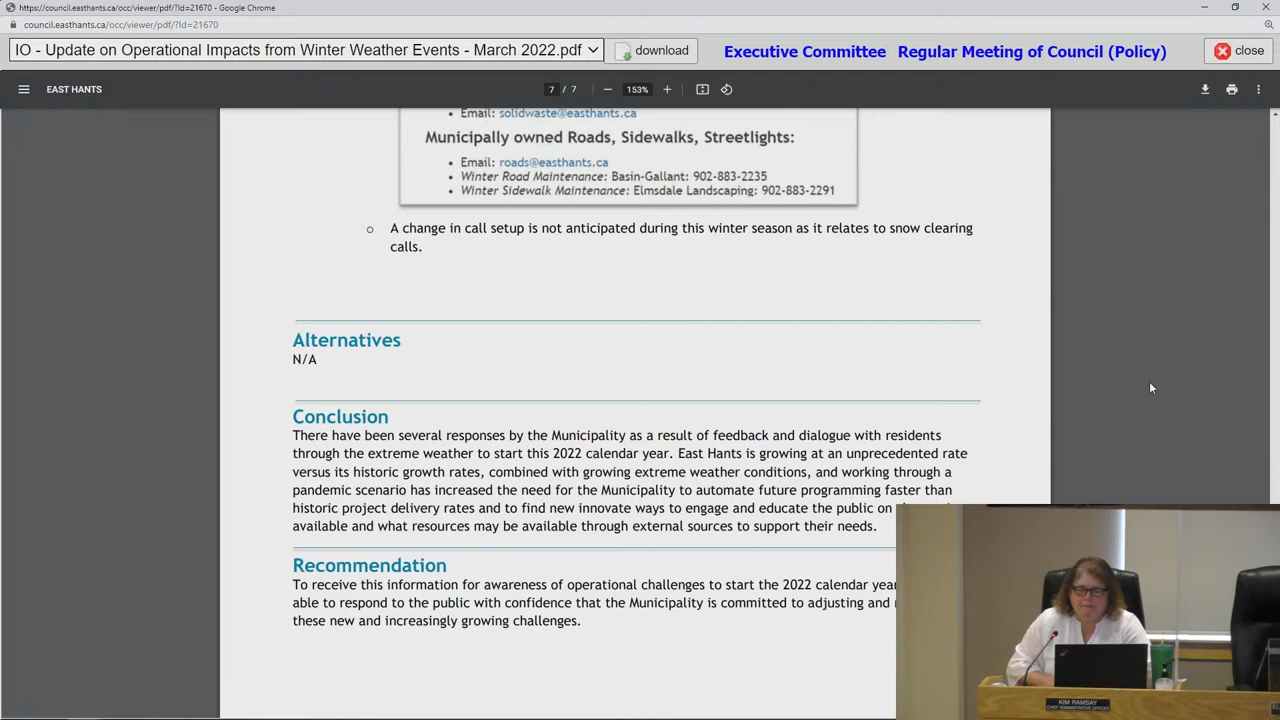 https://council.easthants.ca/occ/viewer/pdf/?Id=21670 - Google Chrome
council.easthants.ca/occ/viewer/pdf/?Id=21670
IO - Update on Operational Impacts from Winter Weather Events - March 2022.pdf
download
Executive Committee Regular Meeting of Council (Policy)
close
EAST HANTS
7 / 7
153%
• Email: solidwaste@easthants.ca
Municipally owned Roads, Sidewalks, Streetlights:
• Email: roads@easthants.ca
• Winter Road Maintenance: Basin-Gallant: 902-883-2235
• Winter Sidewalk Maintenance: Elmsdale Landscaping: 902-883-2291
o A change in call setup is not anticipated during this winter season as it relates to snow clearing
calls.
Alternatives
N/A
Conclusion
There have been several responses by the Municipality as a result of feedback and dialogue with residents
through the extreme weather to start this 2022 calendar year. East Hants is growing at an unprecedented rate
versus its historic growth rates, combined with growing extreme weather conditions, and working through a
pandemic scenario has increased the need for the Municipality to automate future programming faster than
historic project delivery rates and to find new innovate ways to engage and educate the public on
available and what resources may be available through external sources to support their needs.
Recommendation
To receive this information for awareness of operational challenges to start the 2022 calendar year
able to respond to the public with confidence that the Municipality is committed to adjusting and
these new and increasingly growing challenges.
KIM RAMSAY
CHIEF ADMINISTRATIVE OFFICER